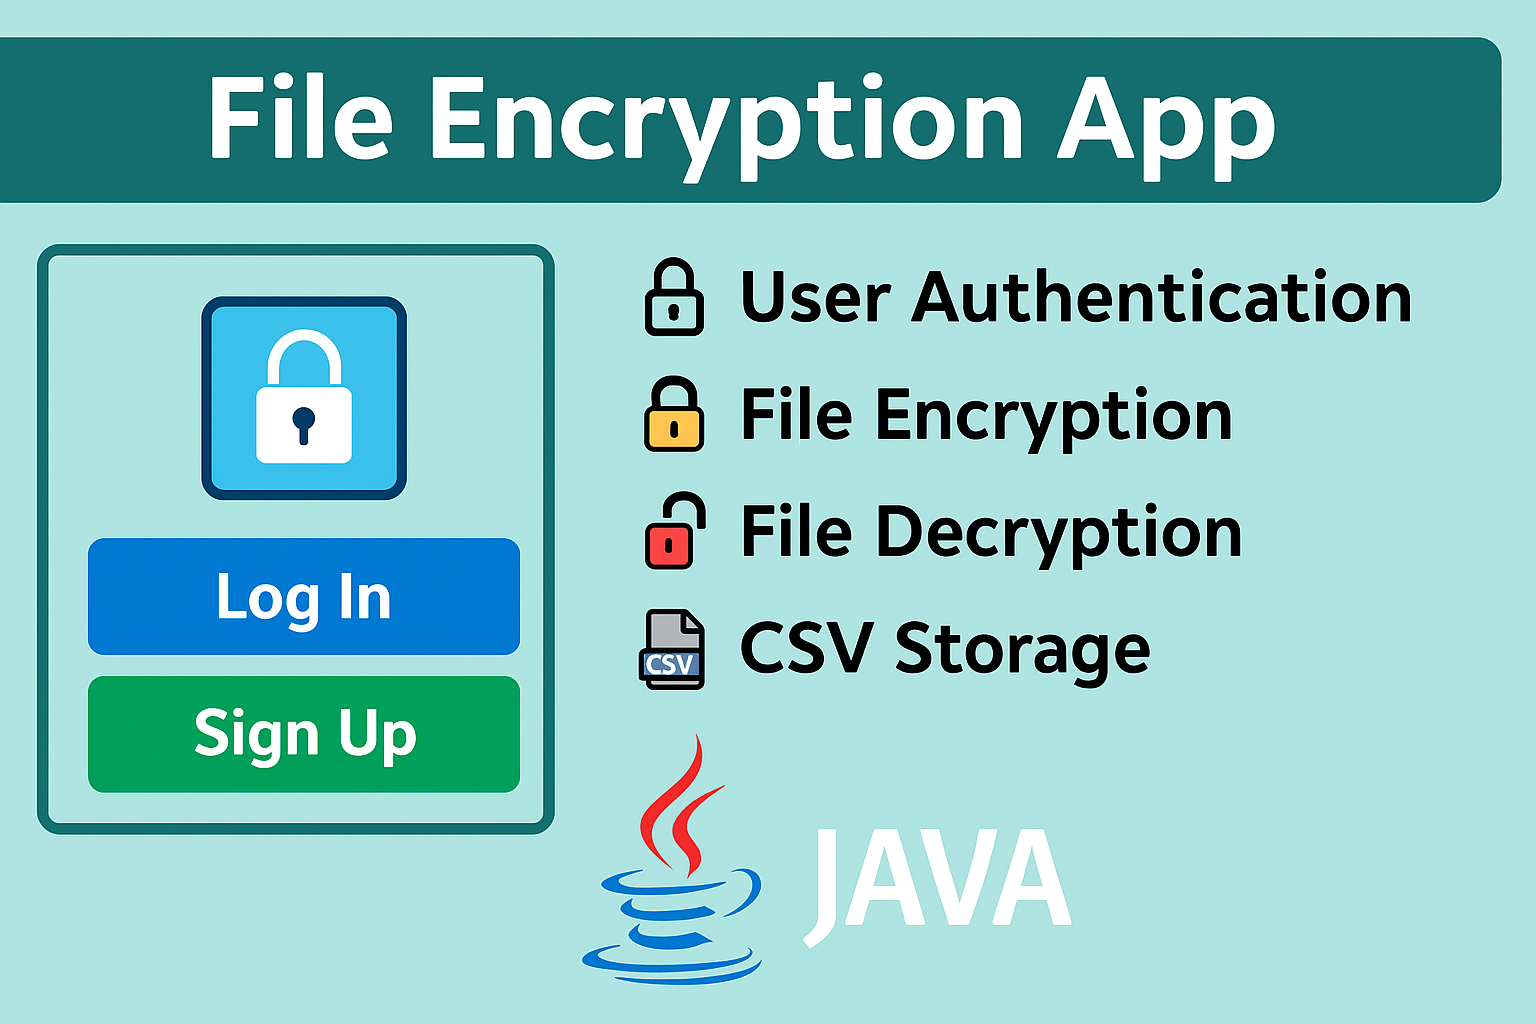 File Encryption App
Log In
Sign Up
User Authentication
File Encryption
File Decryption
CSV
CSV Storage
JAVA